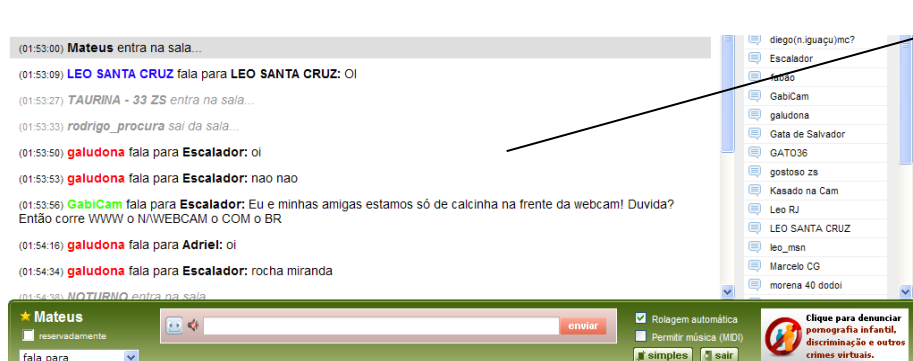 (01:53:00) Mateus entra na sala...
(01:53:09) LEO SANTA CRUZ fala para LEO SANTA CRUZ: OI
(01:53:27) TAURINA - 33 ZS entra na sala...
(01:53:33) rodrigo_procura sai da sala...
(01:53:50) galudona fala para Escalador: oi
(01:53:53) galudona fala para Escalador: nao nao
(01:53:56) GabiCam fala para Escalador: Eu e minhas amigas estamos só de calcinha na frente da webcam! Duvida?
Então corre WWW o N/\WEBCAM o COM o BR
(01:54:16) galudona fala para Adriel: oi
(01:54:34) galudona fala para Escalador: rocha miranda
(01:54:38) NOTURNO entra na sala
diego(n.iguaçu)mc?
Escalador
fabão
GabiCam
galudona
Gata de Salvador
GATO36
gostoso zs
Kasado na Cam
Leo RJ
LEO SANTA CRUZ
leo_msn
Marcelo CG
morena 40 dodoi
Mateus
reservadamente
fala para
enviar
Rolagem automática
Permitir música (MIDI)
simples
sair
Clique para denunciar
pornografia infantil,
discriminação e outros
crimes virtuais.